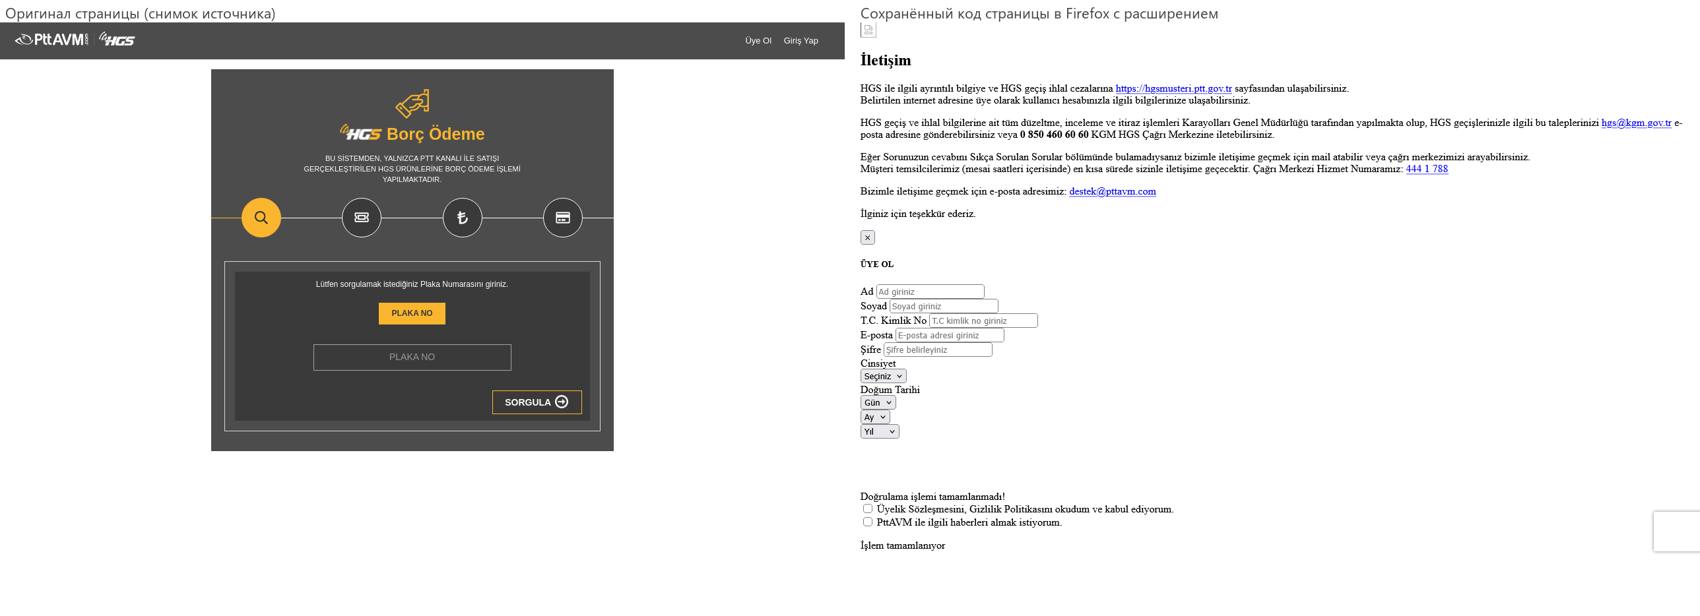 Оригинал страницы (снимок источника)
PttAVM.com HGS
Üye Ol Giriş Yap
HGS Borç Ödeme
BU SİSTEMDEN, YALNIZCA PTT KANALI İLE SATIŞI
GERÇEKLEŞTİRİLEN HGS ÜRÜNLERİNE BORÇ ÖDEME İŞLEMİ
YAPILMAKTADIR.
Lütfen sorgulamak istediğiniz Plaka Numarasını giriniz.
PLAKA NO
PLAKA NO
SORGULA
Сохранённый код страницы в Firefox с расширением
İletişim
HGS ile ilgili ayrıntılı bilgiye ve HGS geçiş ihlal cezalarına https://hgsmusteri.ptt.gov.tr sayfasından ulaşabilirsiniz.
Belirtilen internet adresine üye olarak kullanıcı hesabınızla ilgili bilgilerinize ulaşabilirsiniz.
HGS geçiş ve ihlal bilgilerine ait tüm düzeltme, inceleme ve itiraz işlemleri Karayolları Genel Müdürlüğü tarafından yapılmakta olup, HGS geçişlerinizle ilgili bu taleplerinizi hgs@kgm.gov.tr e-
posta adresine gönderebilirsiniz veya 0 850 460 60 60 KGM HGS Çağrı Merkezine iletebilirsiniz.
Eğer Sorunuzun cevabını Sıkça Sorulan Sorular bölümünde bulamadıysanız bizimle iletişime geçmek için mail atabilir veya çağrı merkezimizi arayabilirsiniz.
Müşteri temsilcilerimiz (mesai saatleri içerisinde) en kısa sürede sizinle iletişime geçecektir. Çağrı Merkezi Hizmet Numaramız: 444 1 788
Bizimle iletişime geçmek için e-posta adresimiz: destek@pttavm.com
İlginiz için teşekkür ederiz.
×
ÜYE OL
Ad Ad giriniz
Soyad Soyad giriniz
T.C. Kimlik No T.C kimlik no giriniz
E-posta E-posta adresi giriniz
Şifre Şifre belirleyiniz
Cinsiyet
Seçiniz
Doğum Tarihi
Gün
Ay
Yıl
Doğrulama işlemi tamamlanmadı!
Üyelik Sözleşmesini, Gizlilik Politikasını okudum ve kabul ediyorum.
PttAVM ile ilgili haberleri almak istiyorum.
İşlem tamamlanıyor